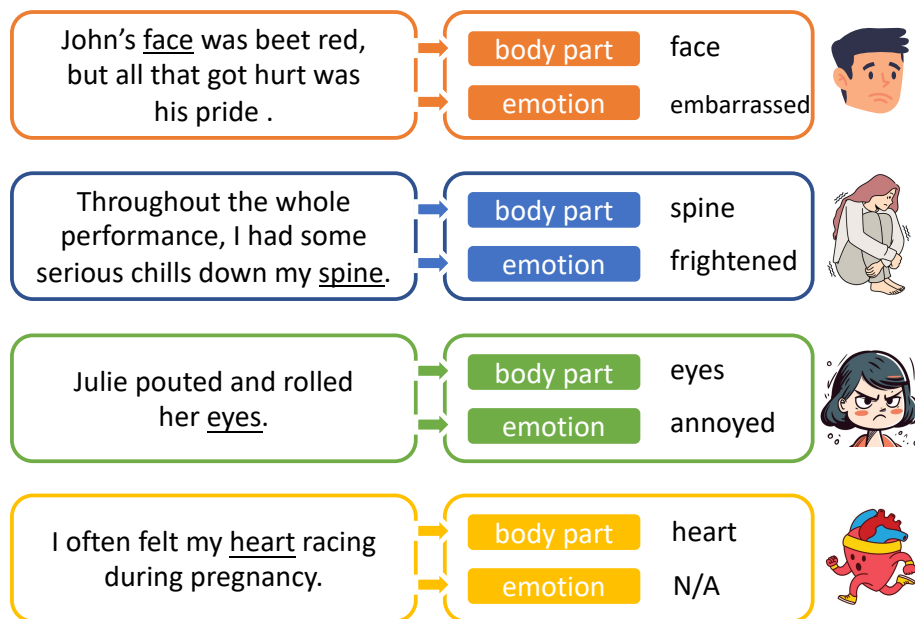 John's face was beet red,
but all that got hurt was
his pride .
body part face
emotion embarrassed
Throughout the whole
performance, I had some
serious chills down my spine.
body part spine
emotion frightened
Julie pouted and rolled
her eyes.
body part eyes
emotion annoyed
I often felt my heart racing
during pregnancy.
body part heart
emotion N/A